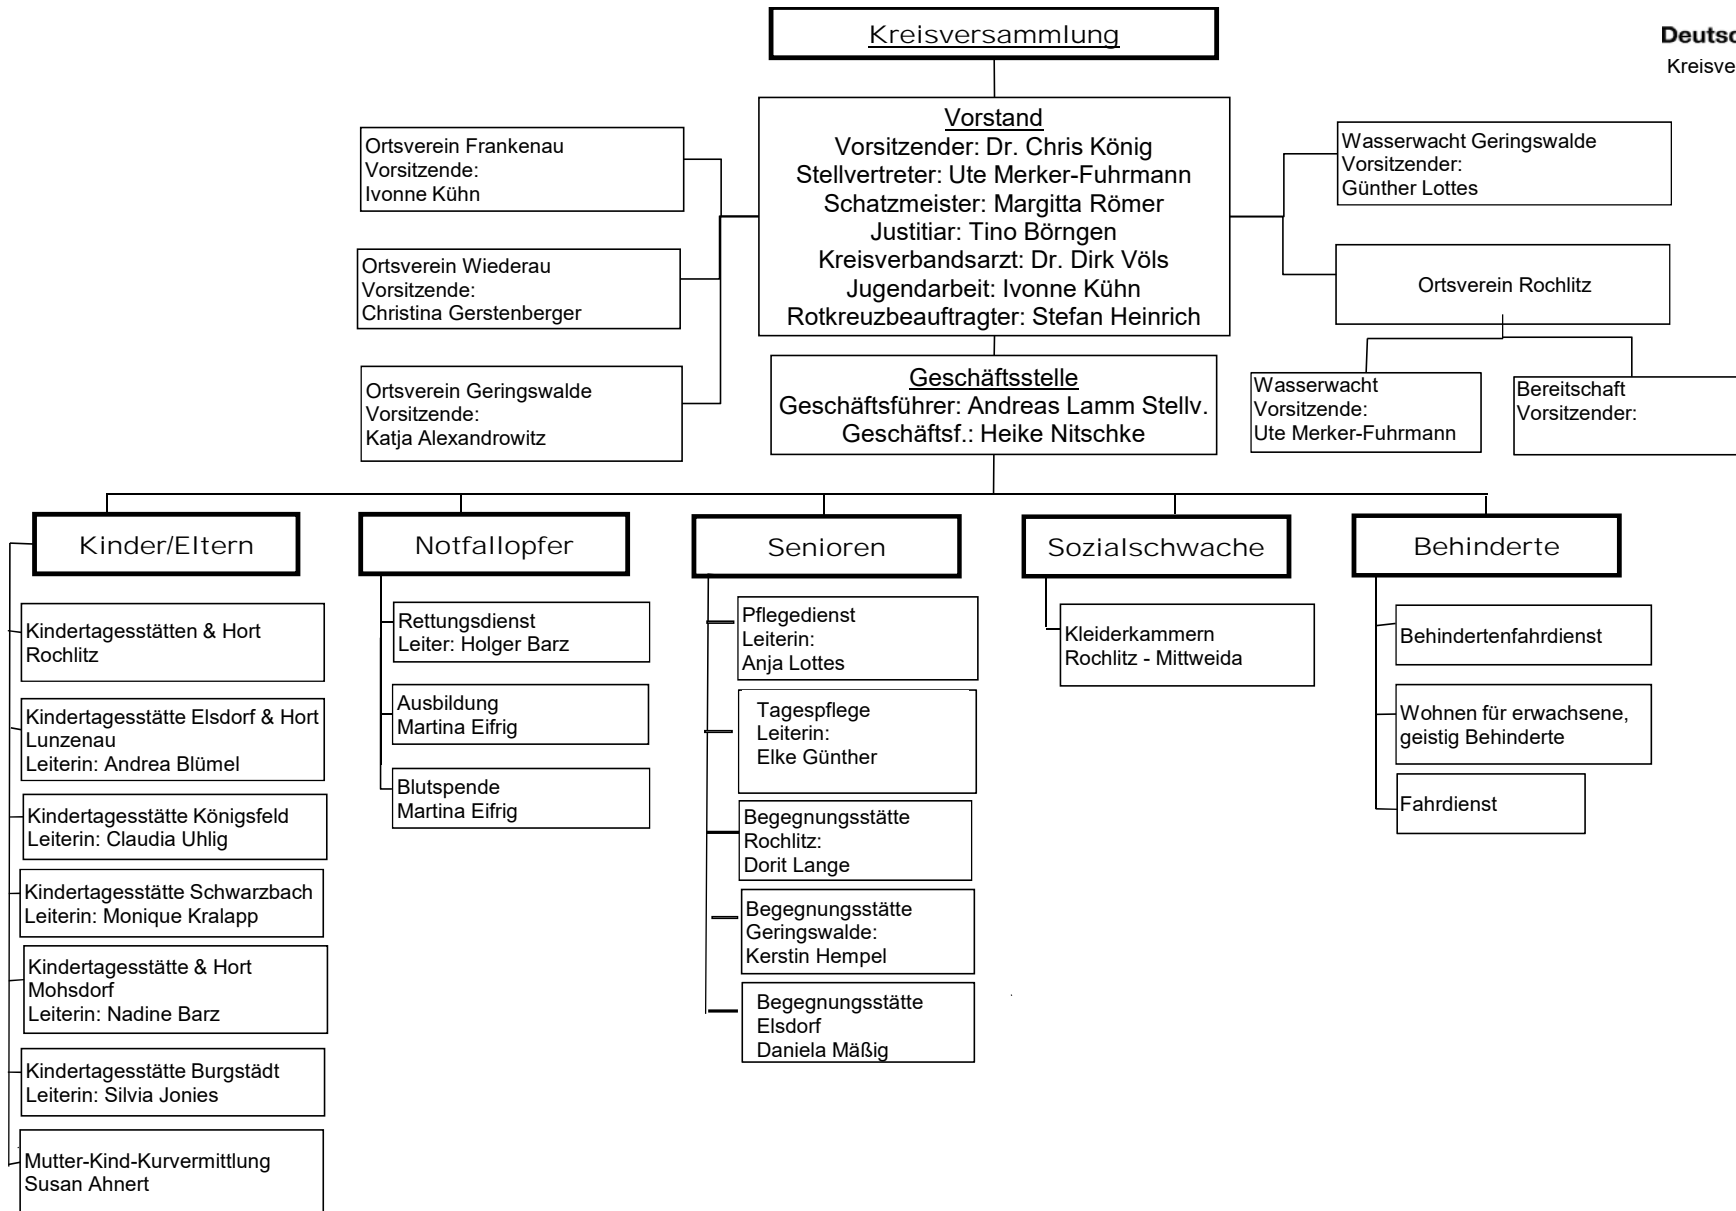 Kreisversammlung
Deutsc
Kreisve
Vorstand
Vorsitzender: Dr. Chris König
Stellvertreter: Ute Merker-Fuhrmann
Schatzmeister: Margitta Römer
Justitiar: Tino Börngen
Kreisverbandsarzt: Dr. Dirk Völs
Jugendarbeit: Ivonne Kühn
Rotkreuzbeauftragter: Stefan Heinrich
Ortsverein Frankenau
Vorsitzende:
Ivonne Kühn
Ortsverein Wiederau
Vorsitzende:
Christina Gerstenberger
Ortsverein Geringswalde
Vorsitzende:
Katja Alexandrowitz
Wasserwacht Geringswalde
Vorsitzender:
Günther Lottes
Ortsverein Rochlitz
Wasserwacht
Vorsitzende:
Ute Merker-Fuhrmann
Bereitschaft
Vorsitzender:
Geschäftsstelle
Geschäftsführer: Andreas Lamm Stellv.
Geschäftsf.: Heike Nitschke
Kinder/Eltern
Kindertagesstätten & Hort
Rochlitz
Kindertagesstätte Elsdorf & Hort
Lunzenau
Leiterin: Andrea Blümel
Kindertagesstätte Königsfeld
Leiterin: Claudia Uhlig
Kindertagesstätte Schwarzbach
Leiterin: Monique Kralapp
Kindertagesstätte & Hort
Mohsdorf
Leiterin: Nadine Barz
Kindertagesstätte Burgstädt
Leiterin: Silvia Jonies
Mutter-Kind-Kurvermittlung
Susan Ahnert
Notfallopfer
Rettungsdienst
Leiter: Holger Barz
Ausbildung
Martina Eifrig
Blutspende
Martina Eifrig
Senioren
Pflegedienst
Leiterin:
Anja Lottes
Tagespflege
Leiterin:
Elke Günther
Begegnungsstätte
Rochlitz:
Dorit Lange
Begegnungsstätte
Geringswalde:
Kerstin Hempel
Begegnungsstätte
Elsdorf
Daniela Mäßig
Sozialschwache
Kleiderkammern
Rochlitz - Mittweida
Behinderte
Behindertenfahrdienst
Wohnen für erwachsene,
geistig Behinderte
Fahrdienst